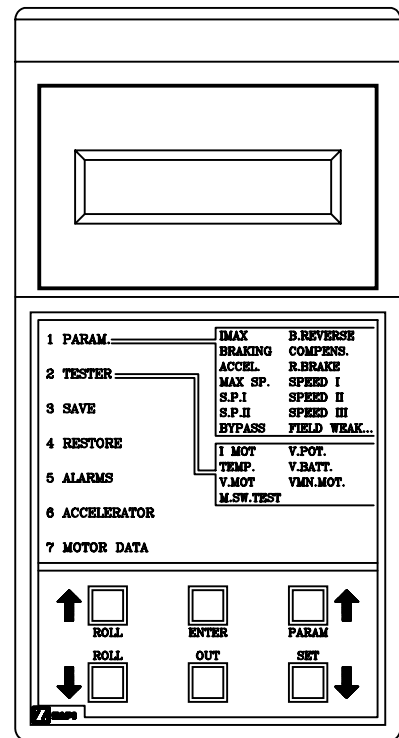 1 PARAM.
2 TESTER
3 SAVE
4 RESTORE
5 ALARMS
6 ACCELERATOR
7 MOTOR DATA
IMAX B.REVERSE
BRAKING COMPENS.
ACCEL. R.BRAKE
MAX SP. SPEED I
S.P.I SPEED II
S.P.II SPEED III
BYPASS FIELD WEAK...
I MOT V.POT.
TEMP. V.BATT.
V.MOT VMN.MOT.
M.SW.TEST
ROLL ENTER PARAM
ROLL OUT SET